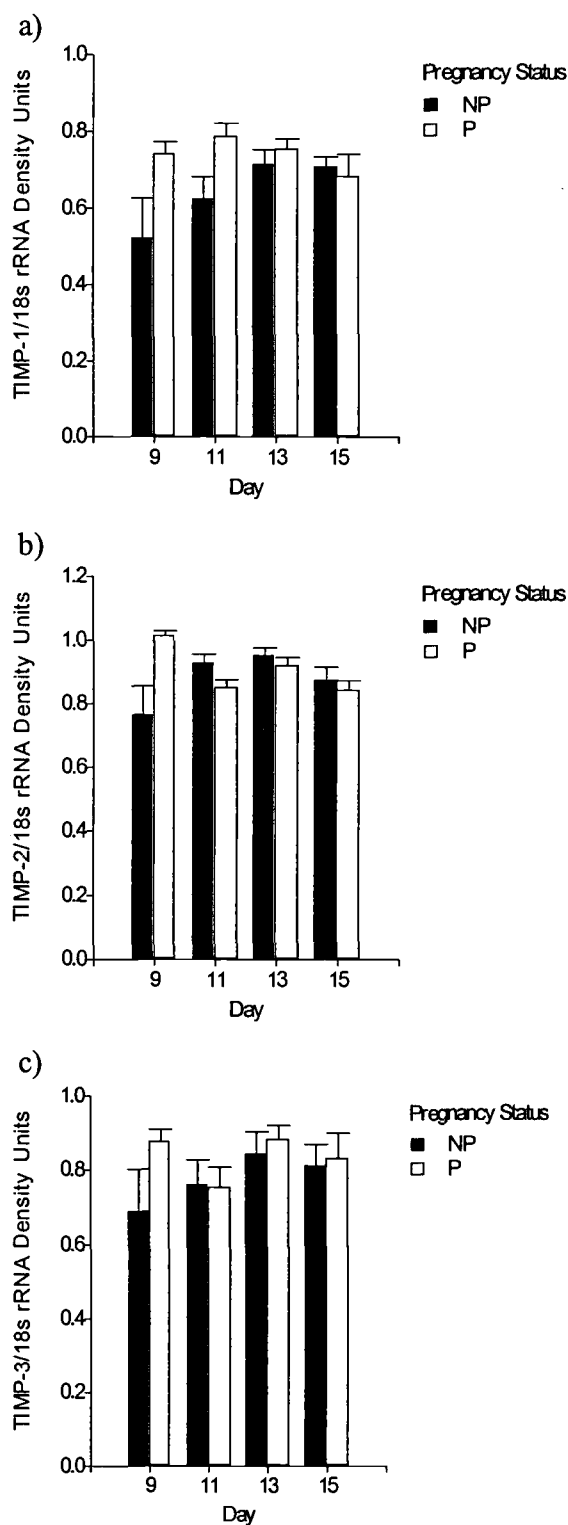 a)
TIMP-1/18s rRNA Density Units
1.0
0.8
0.6
0.4
0.2
0.0
9 11 13 15
Day
Pregnancy Status
NP
P
b)
TIMP-2/18s rRNA Density Units
1.2
1.0
0.8
0.6
0.4
0.2
0.0
9 11 13 15
Day
Pregnancy Status
NP
P
c)
TIMP-3/18s rRNA Density Units
1.0
0.8
0.6
0.4
0.2
0.0
9 11 13 15
Day
Pregnancy Status
NP
P